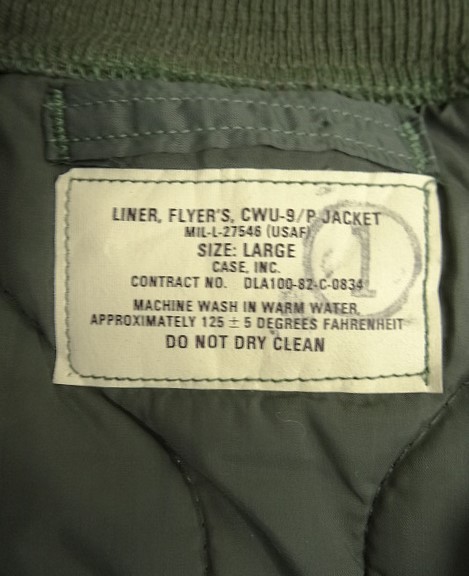 LINER, FLYER'S, CWU-9/P JACKET
MIL-L-27546 (USAF)
SIZE: LARGE
CASE, INC.
CONTRACT NO. DLA100-82-C-0834
MACHINE WASH IN WARM WATER,
APPROXIMATELY 125 ± 5 DEGREES FAHRENHEIT
DO NOT DRY CLEAN
1